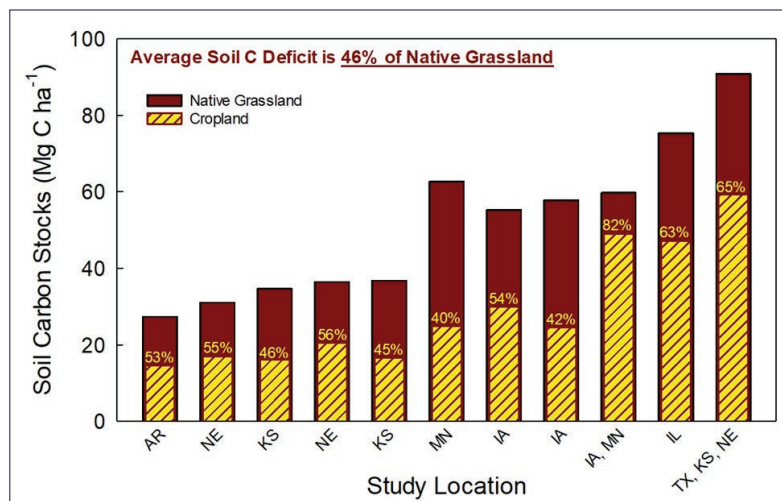 Average Soil C Deficit is 46% of Native Grassland
Native Grassland
Cropland
Soil Carbon Stocks (Mg C ha⁻¹)
100
80
60
40
20
0
53%
55%
46%
56%
45%
40%
54%
42%
82%
63%
65%
AR
NE
KS
NE
KS
MN
IA
IA
IA, MN
IL
TX, KS, NE
Study Location